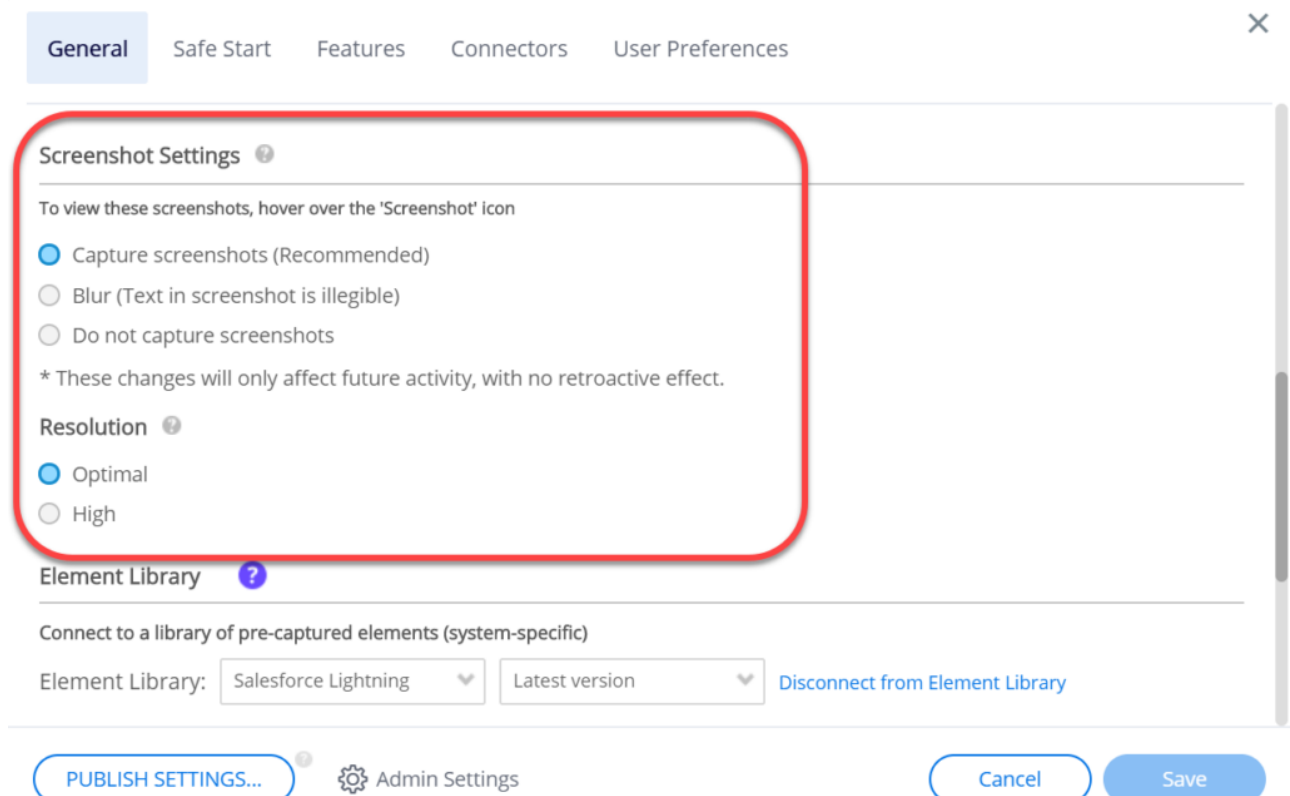 General Safe Start Features Connectors User Preferences
Screenshot Settings ?
To view these screenshots, hover over the 'Screenshot' icon
Capture screenshots (Recommended)
Blur (Text in screenshot is illegible)
Do not capture screenshots
* These changes will only affect future activity, with no retroactive effect.
Resolution ?
Optimal
High
Element Library ?
Connect to a library of pre-captured elements (system-specific)
Element Library: Salesforce Lightning Latest version Disconnect from Element Library
PUBLISH SETTINGS... ? Admin Settings Cancel Save